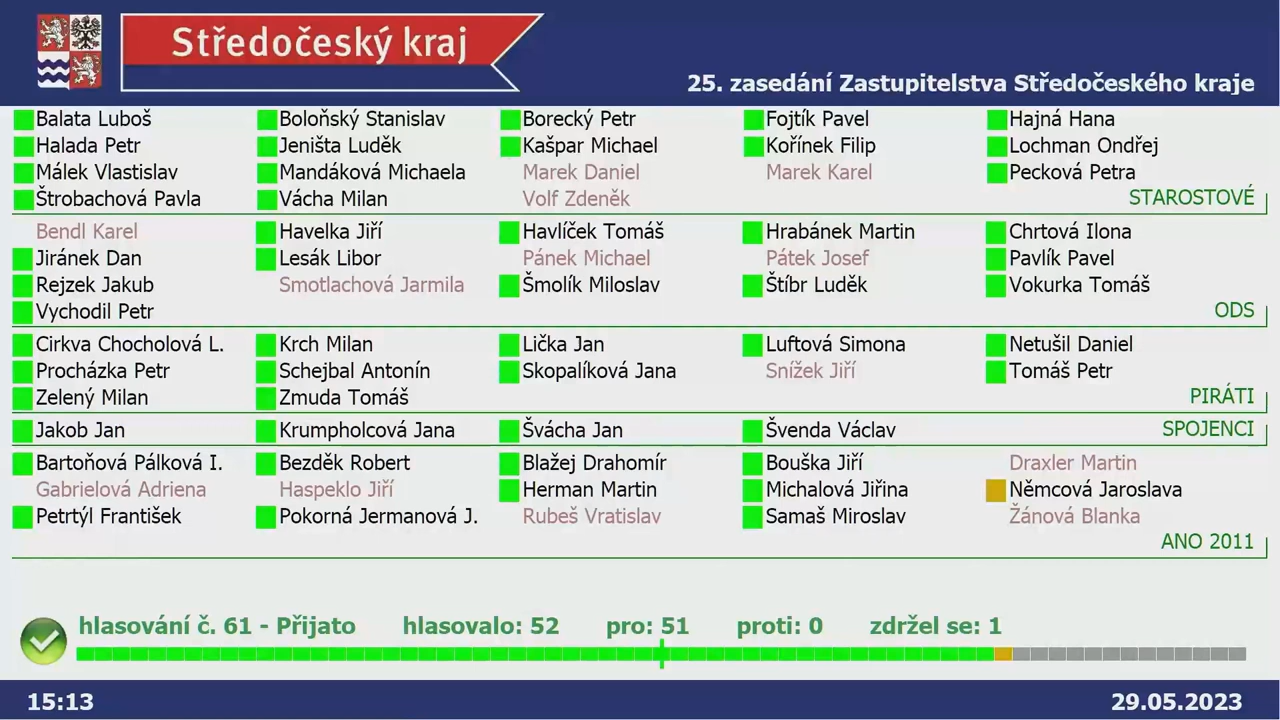 Středočeský kraj
25. zasedání Zastupitelstva Středočeského kraje
Balata Luboš Boloňský Stanislav Borecký Petr Fojtík Pavel Hajná Hana
Halada Petr Jeništa Luděk Kašpar Michael Kořínek Filip Lochman Ondřej
Málek Vlastislav Mandáková Michaela Marek Daniel Marek Karel Pecková Petra
Štrobachová Pavla Vácha Milan Volf Zdeněk STAROSTOVÉ
Bendl Karel Havelka Jiří Havlíček Tomáš Hrabánek Martin Chrtová Ilona
Jiránek Dan Lesák Libor Pánek Michael Pátek Josef Pavlík Pavel
Rejzek Jakub Smotlachová Jarmila Šmolík Miloslav Štíbr Luděk Vokurka Tomáš
Vychodil Petr ODS
Cirkva Chocholová L. Krch Milan Lička Jan Luftová Simona Netušil Daniel
Procházka Petr Schejbal Antonín Skopalíková Jana Snížek Jiří Tomáš Petr
Zelený Milan Zmuda Tomáš PIRÁTI
Jakob Jan Krumpholcová Jana Švácha Jan Švenda Václav SPOJENCI
Bartoňová Pálková I. Bezděk Robert Blažej Drahomír Bouška Jiří Draxler Martin
Gabrielová Adriena Haspeklo Jiří Herman Martin Michalová Jiřina Němcová Jaroslava
Petrtýl František Pokorná Jermanová J. Rubeš Vratislav Samaš Miroslav Žánová Blanka
ANO 2011
hlasování č. 61 - Přijato hlasovalo: 52 pro: 51 proti: 0 zdržel se: 1
15:13 29.05.2023